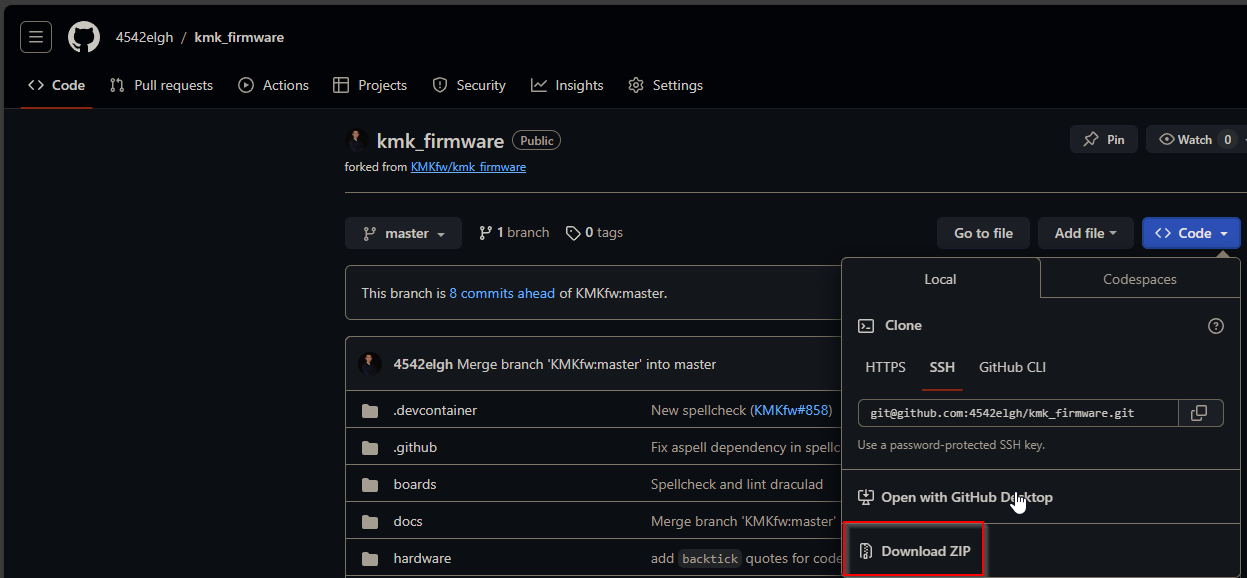 4542elgh / kmk_firmware
Code Pull requests Actions Projects Security Insights Settings
kmk_firmware Public
Pin Watch 0
forked from KMKfw/kmk_firmware
master 1 branch 0 tags
Go to file Add file Code
This branch is 8 commits ahead of KMKfw:master.
4542elgh Merge branch 'KMKfw:master' into master
.devcontainer New spellcheck (KMKfw#858)
.github Fix aspell dependency in spellc
boards Spellcheck and lint draculad
docs Merge branch 'KMKfw:master'
hardware add backtick quotes for code
Local Codespaces
Clone
HTTPS SSH GitHub CLI
git@github.com:4542elgh/kmk_firmware.git
Use a password-protected SSH key.
Open with GitHub Desktop
Download ZIP